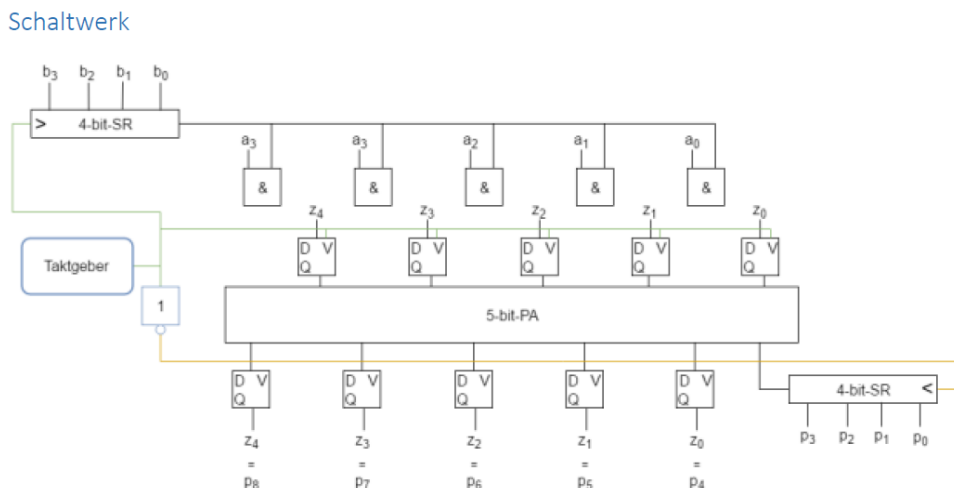 Schaltwerk
b3 b2 b1 b0
> 4-bit-SR
a3 a3 a2 a1 a0
& & & & &
z4 z3 z2 z1 z0
D V D V D V D V D V
Q Q Q Q Q
Taktgeber
1
5-bit-PA
D V D V D V D V D V
Q Q Q Q Q
4-bit-SR <
p3 p2 p1 p0
z4 z3 z2 z1 z0
= = = = =
p8 p7 p6 p5 p4